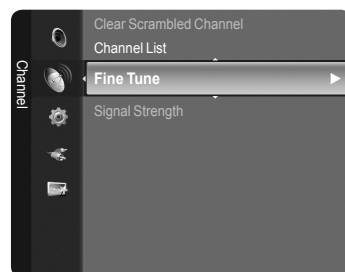 Channel
Clear Scrambled Channel
Channel List
Fine Tune
Signal Strength